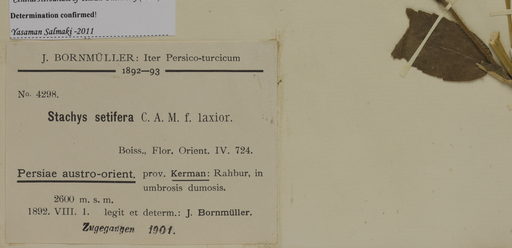 Determination confirmed!
Yasaman Salmaki -2011
J. BORNMÜLLER: Iter Persico-turcicum
1892—93
No. 4298.
Stachys setifera C. A. M. f. laxior.
Boiss., Flor. Orient. IV. 724.
Persiae austro-orient. prov. Kerman: Rahbur, in
umbrosis dumosis.
2600 m. s. m.
1892. VIII. 1. legit et determ.: J. Bornmüller.
Zugegangen 1901.